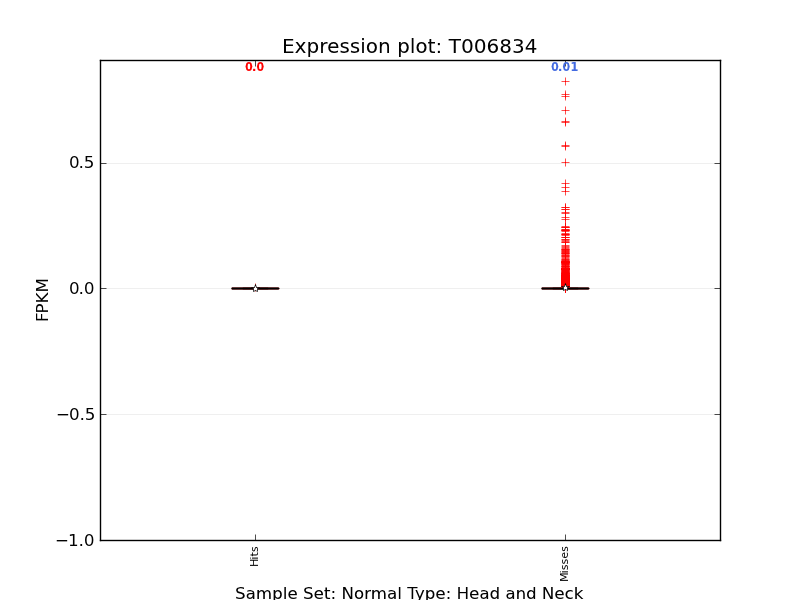 Expression plot: T006834
0.0
0.01
0.5
0.0
−0.5
−1.0
FPKM
Hits
Misses
Sample Set: Normal Type: Head and Neck